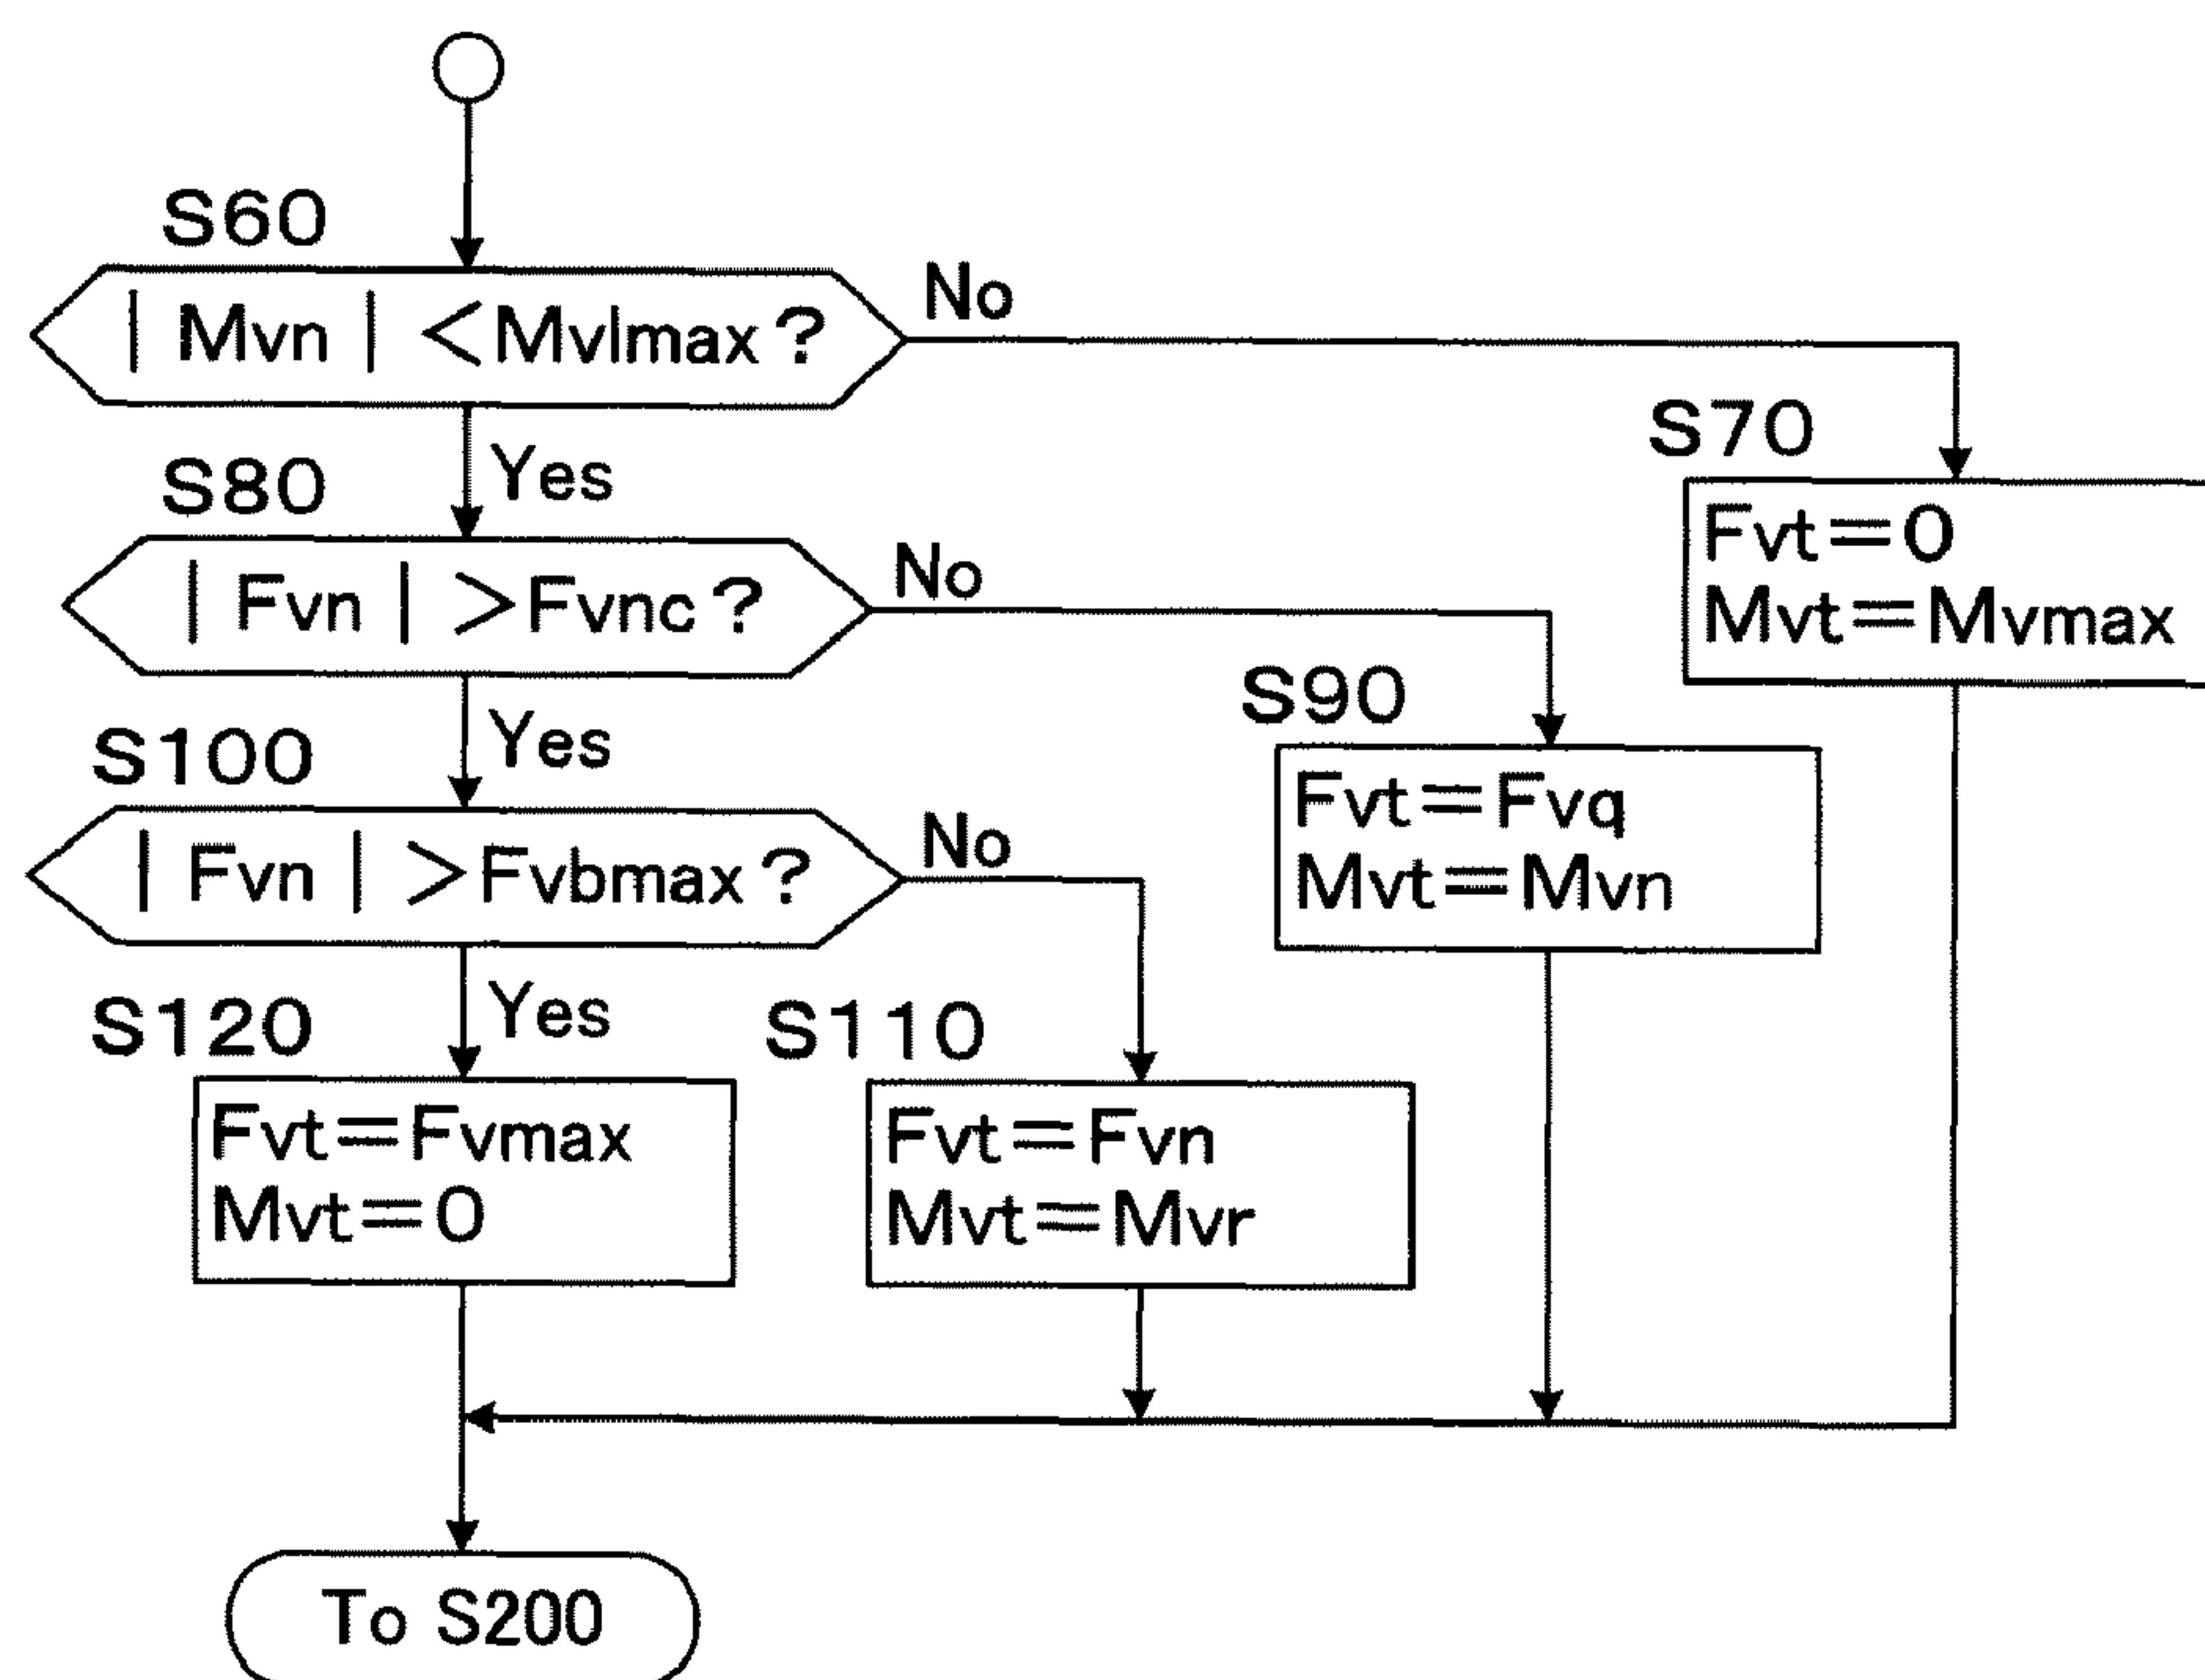 S60
| Mvn | <Mvlmax ?
No
Yes
S70
Fvt=0
Mvt=Mvmax
S80
| Fvn | >Fvnc ?
No
Yes
S90
Fvt=Fvq
Mvt=Mvn
S100
| Fvn | >Fvbmax ?
No
Yes
S110
Fvt=Fvn
Mvt=Mvr
S120
Fvt=Fvmax
Mvt=0
To S200